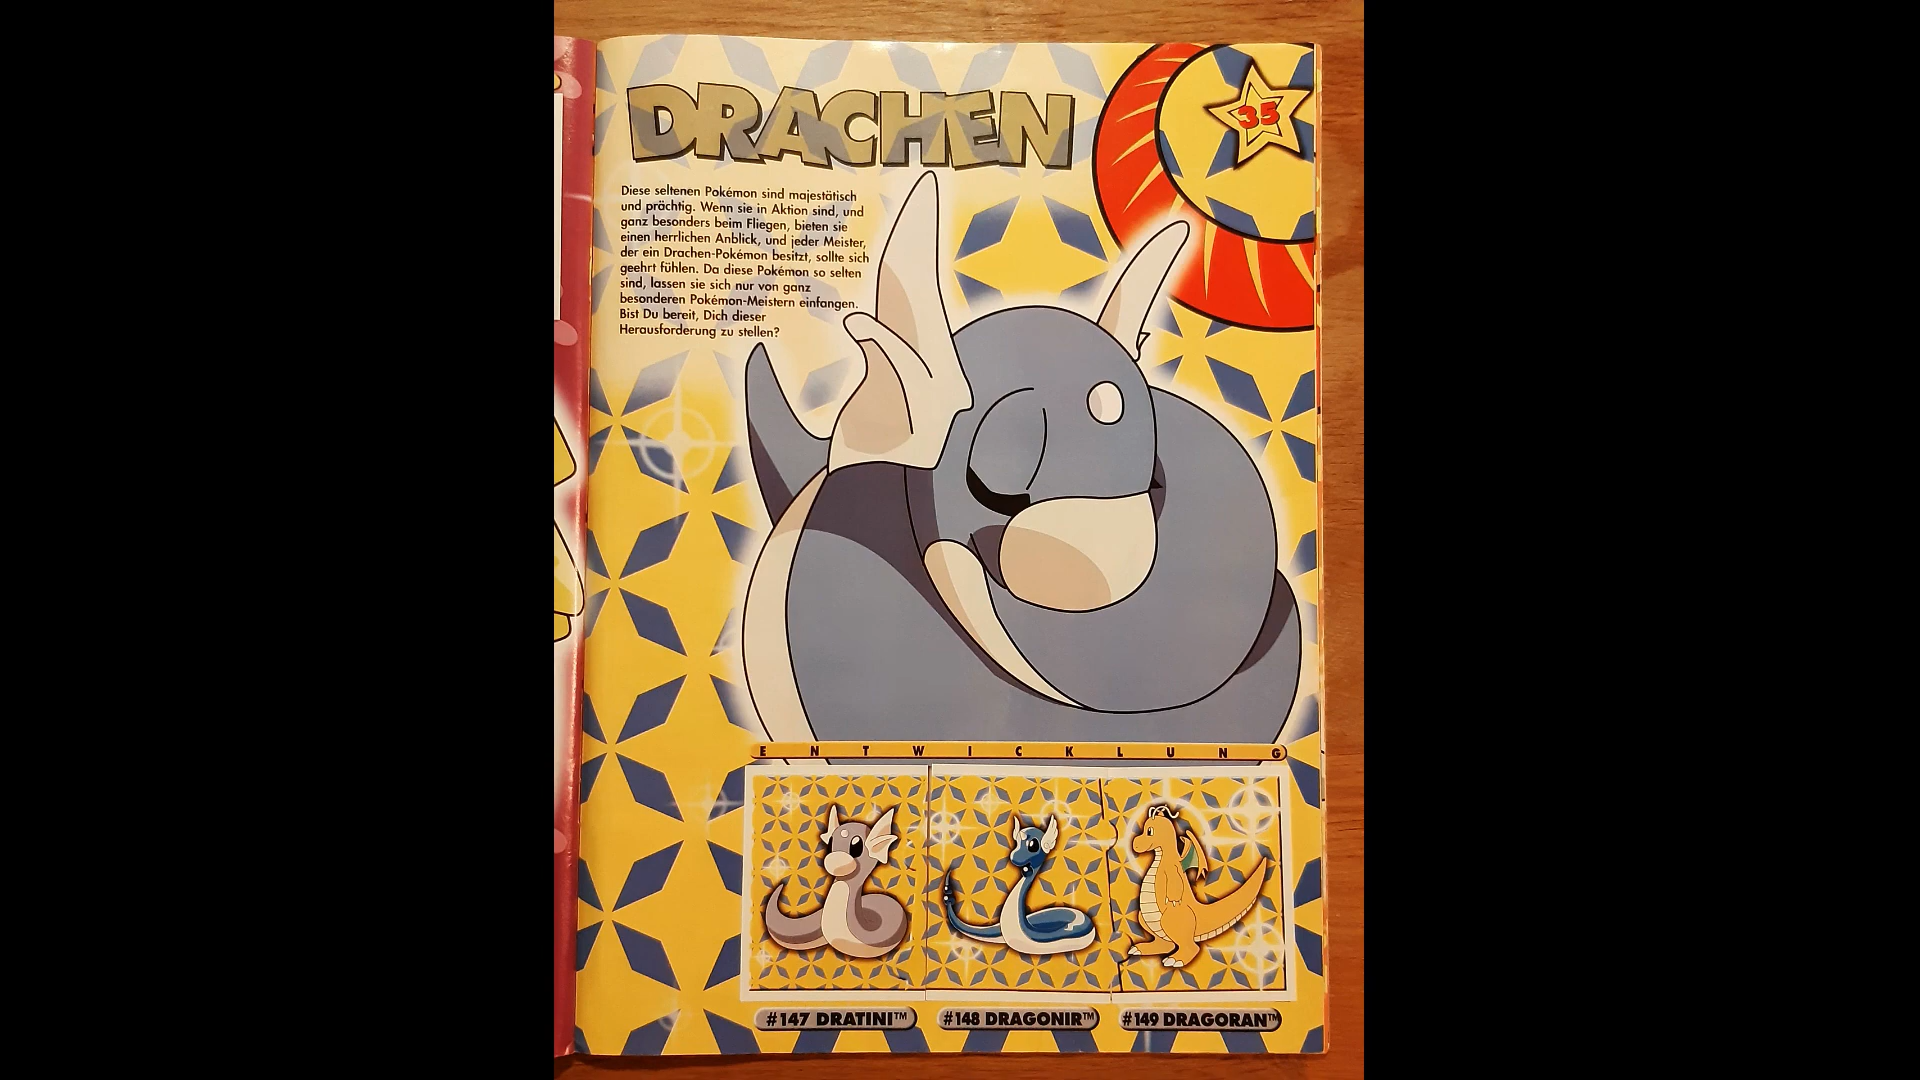 DRACHEN
35
Diese seltenen Pokémon sind majestätisch
und prächtig. Wenn sie in Aktion sind, und
ganz besonders beim Fliegen, bieten sie
einen herrlichen Anblick, und jeder Meister,
der ein Drachen-Pokémon besitzt, sollte sich
geehrt fühlen. Da diese Pokémon so selten
sind, lassen sie sich nur von ganz
besonderen Pokémon-Meistern einfangen.
Bist Du bereit, Dich dieser
Herausforderung zu stellen?
ENTWICKLUNG
#147 DRATINI™
#148 DRAGONIR™
#149 DRAGORAN™